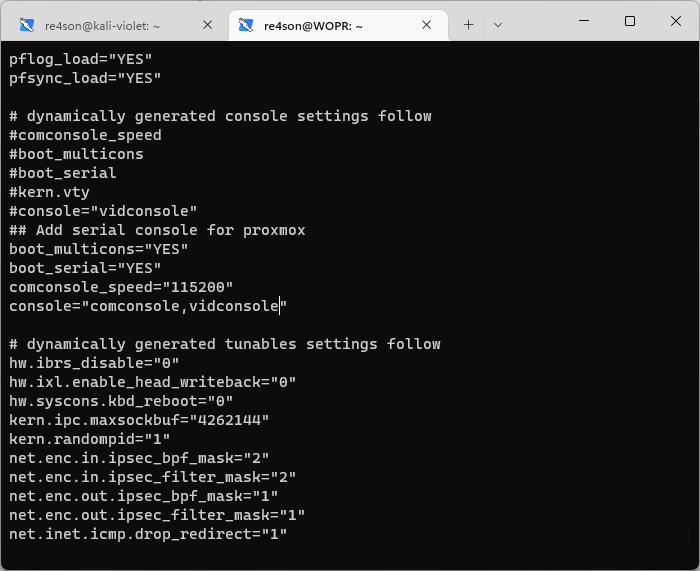 re4son@kali-violet: ~
re4son@WOPR: ~
pflog_load="YES"
pfsync_load="YES"
# dynamically generated console settings follow
#comconsole_speed
#boot_multicons
#boot_serial
#kern.vty
#console="vidconsole"
## Add serial console for proxmox
boot_multicons="YES"
boot_serial="YES"
comconsole_speed="115200"
console="comconsole,vidconsole"
# dynamically generated tunables settings follow
hw.ibrs_disable="0"
hw.ixl.enable_head_writeback="0"
hw.syscons.kbd_reboot="0"
kern.ipc.maxsockbuf="4262144"
kern.randompid="1"
net.enc.in.ipsec_bpf_mask="2"
net.enc.in.ipsec_filter_mask="2"
net.enc.out.ipsec_bpf_mask="1"
net.enc.out.ipsec_filter_mask="1"
net.inet.icmp.drop_redirect="1"